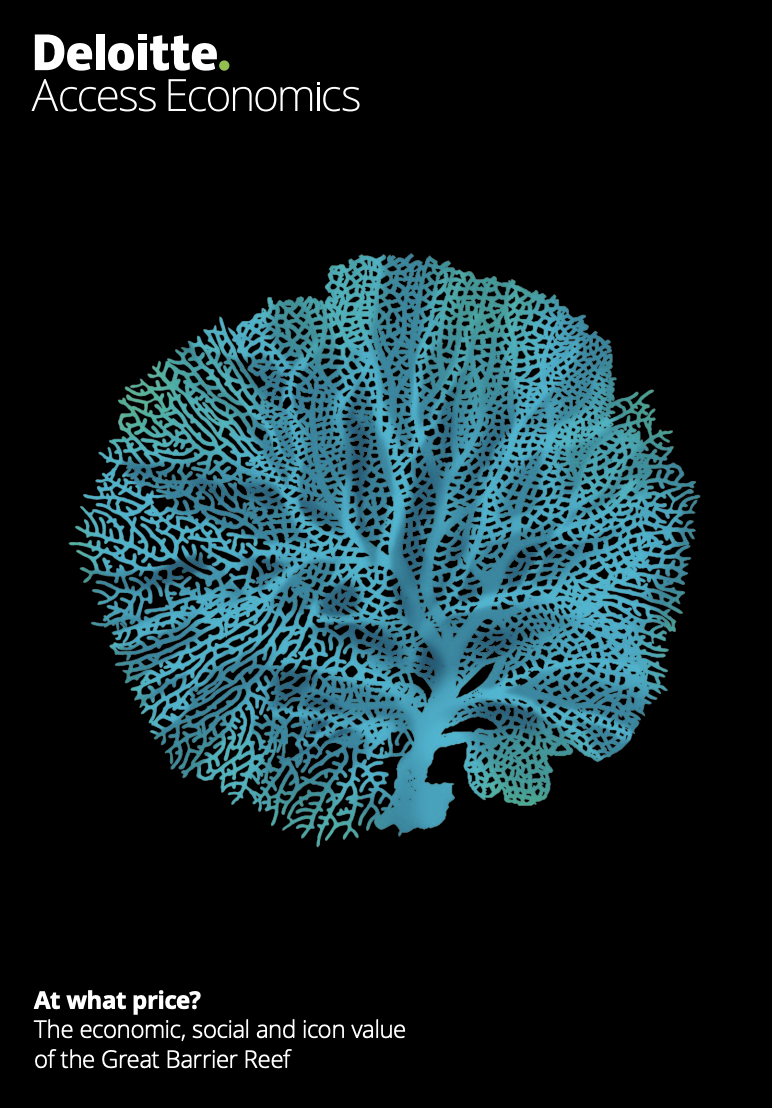 Deloitte.
Access Economics
At what price?
The economic, social and icon value
of the Great Barrier Reef